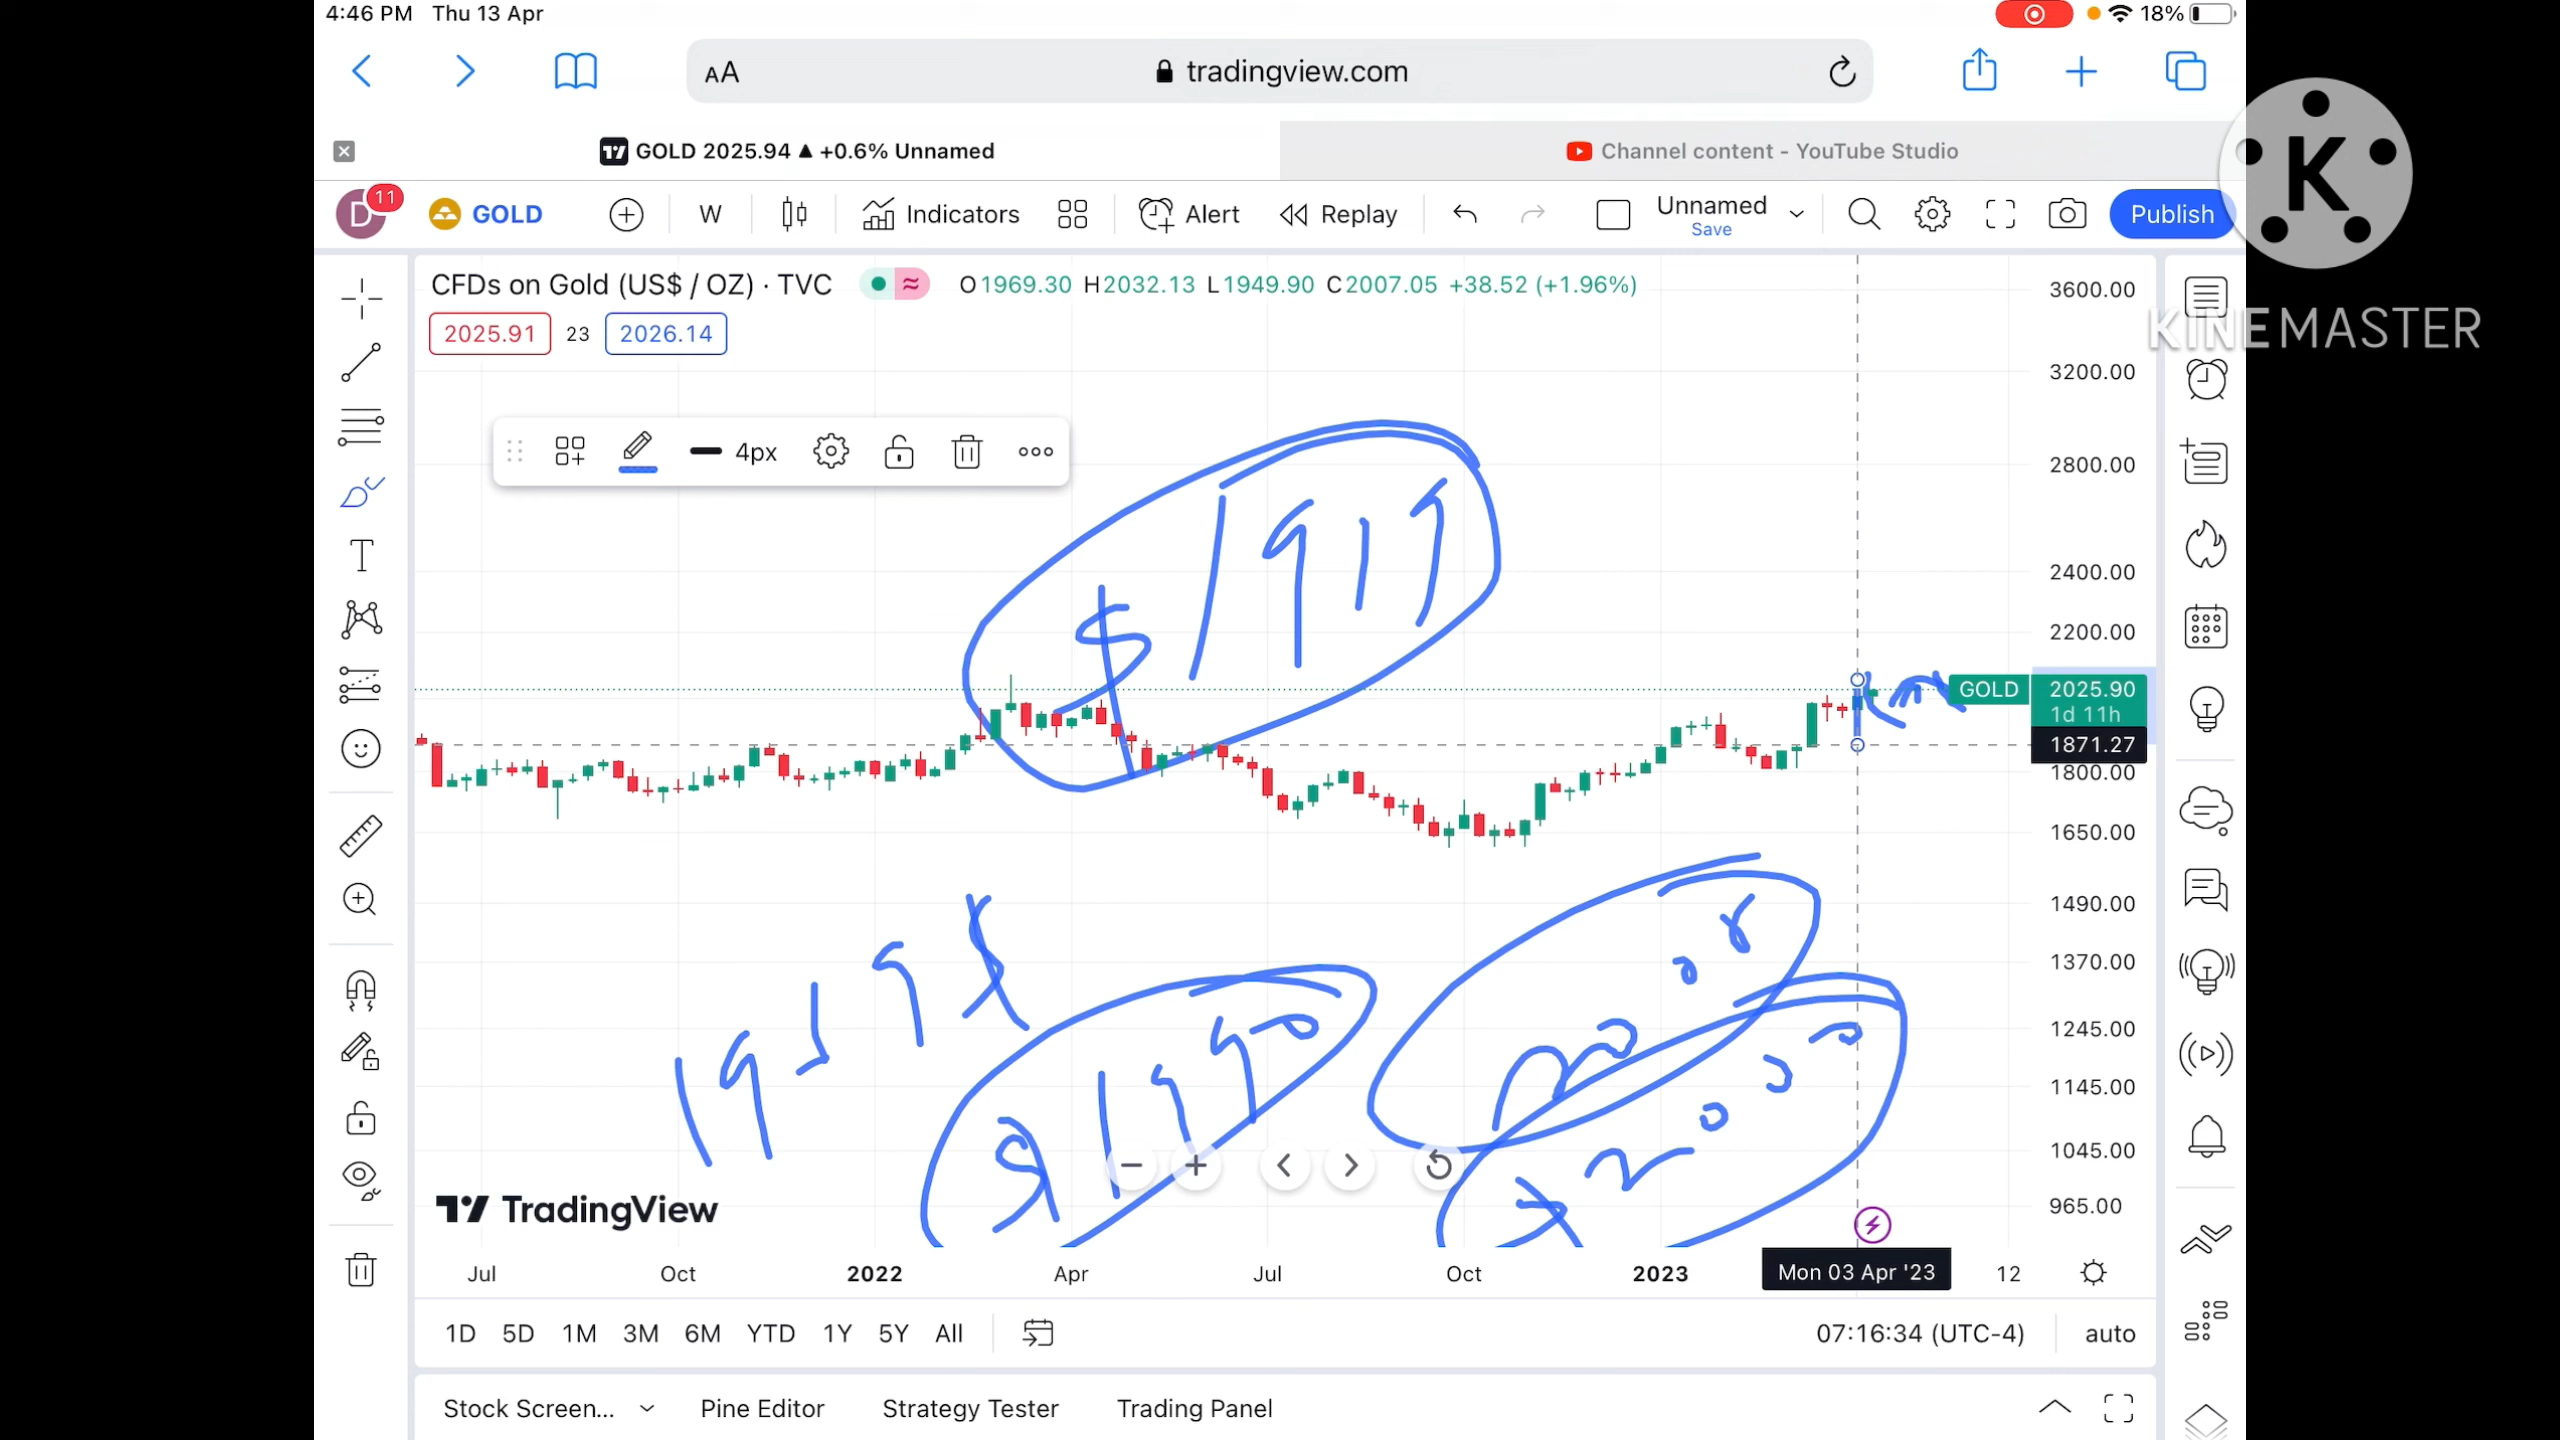 4:46 PM Thu 13 Apr
18%
AA tradingview.com
GOLD 2025.94 ▲ +0.6% Unnamed
Channel content - YouTube Studio
K
KINEMASTER
D 11 GOLD W Indicators Alert Replay Unnamed Save Publish
CFDs on Gold (US$ / OZ) · TVC O1969.30 H2032.13 L1949.90 C2007.05 +38.52 (+1.96%)
2025.91 23 2026.14
4px
3600.00
3200.00
2800.00
2400.00
2200.00
GOLD 2025.90
1d 11h
1871.27
1800.00
1650.00
1490.00
1370.00
1245.00
1145.00
1045.00
965.00
$1919
1919$
TradingView
Jul Oct 2022 Apr Jul Oct 2023 Mon 03 Apr '23 12
1D 5D 1M 3M 6M YTD 1Y 5Y All 07:16:34 (UTC-4) auto
Stock Screen... Pine Editor Strategy Tester Trading Panel